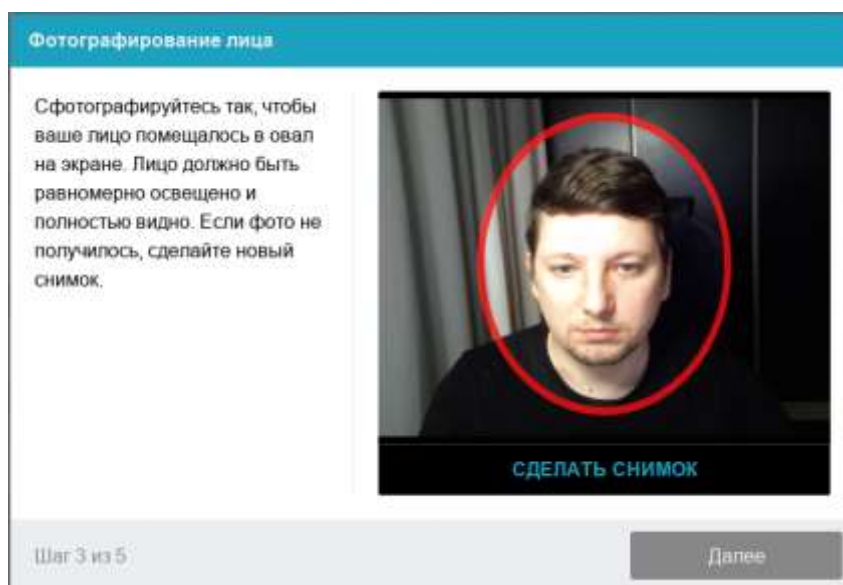 Фотографирование лица
Сфотографируйтесь так, чтобы
ваше лицо помещалось в овал
на экране. Лицо должно быть
равномерно освещено и
полностью видно. Если фото не
получилось, сделайте новый
снимок.
СДЕЛАТЬ СНИМОК
Шаг 3 из 5
Далее